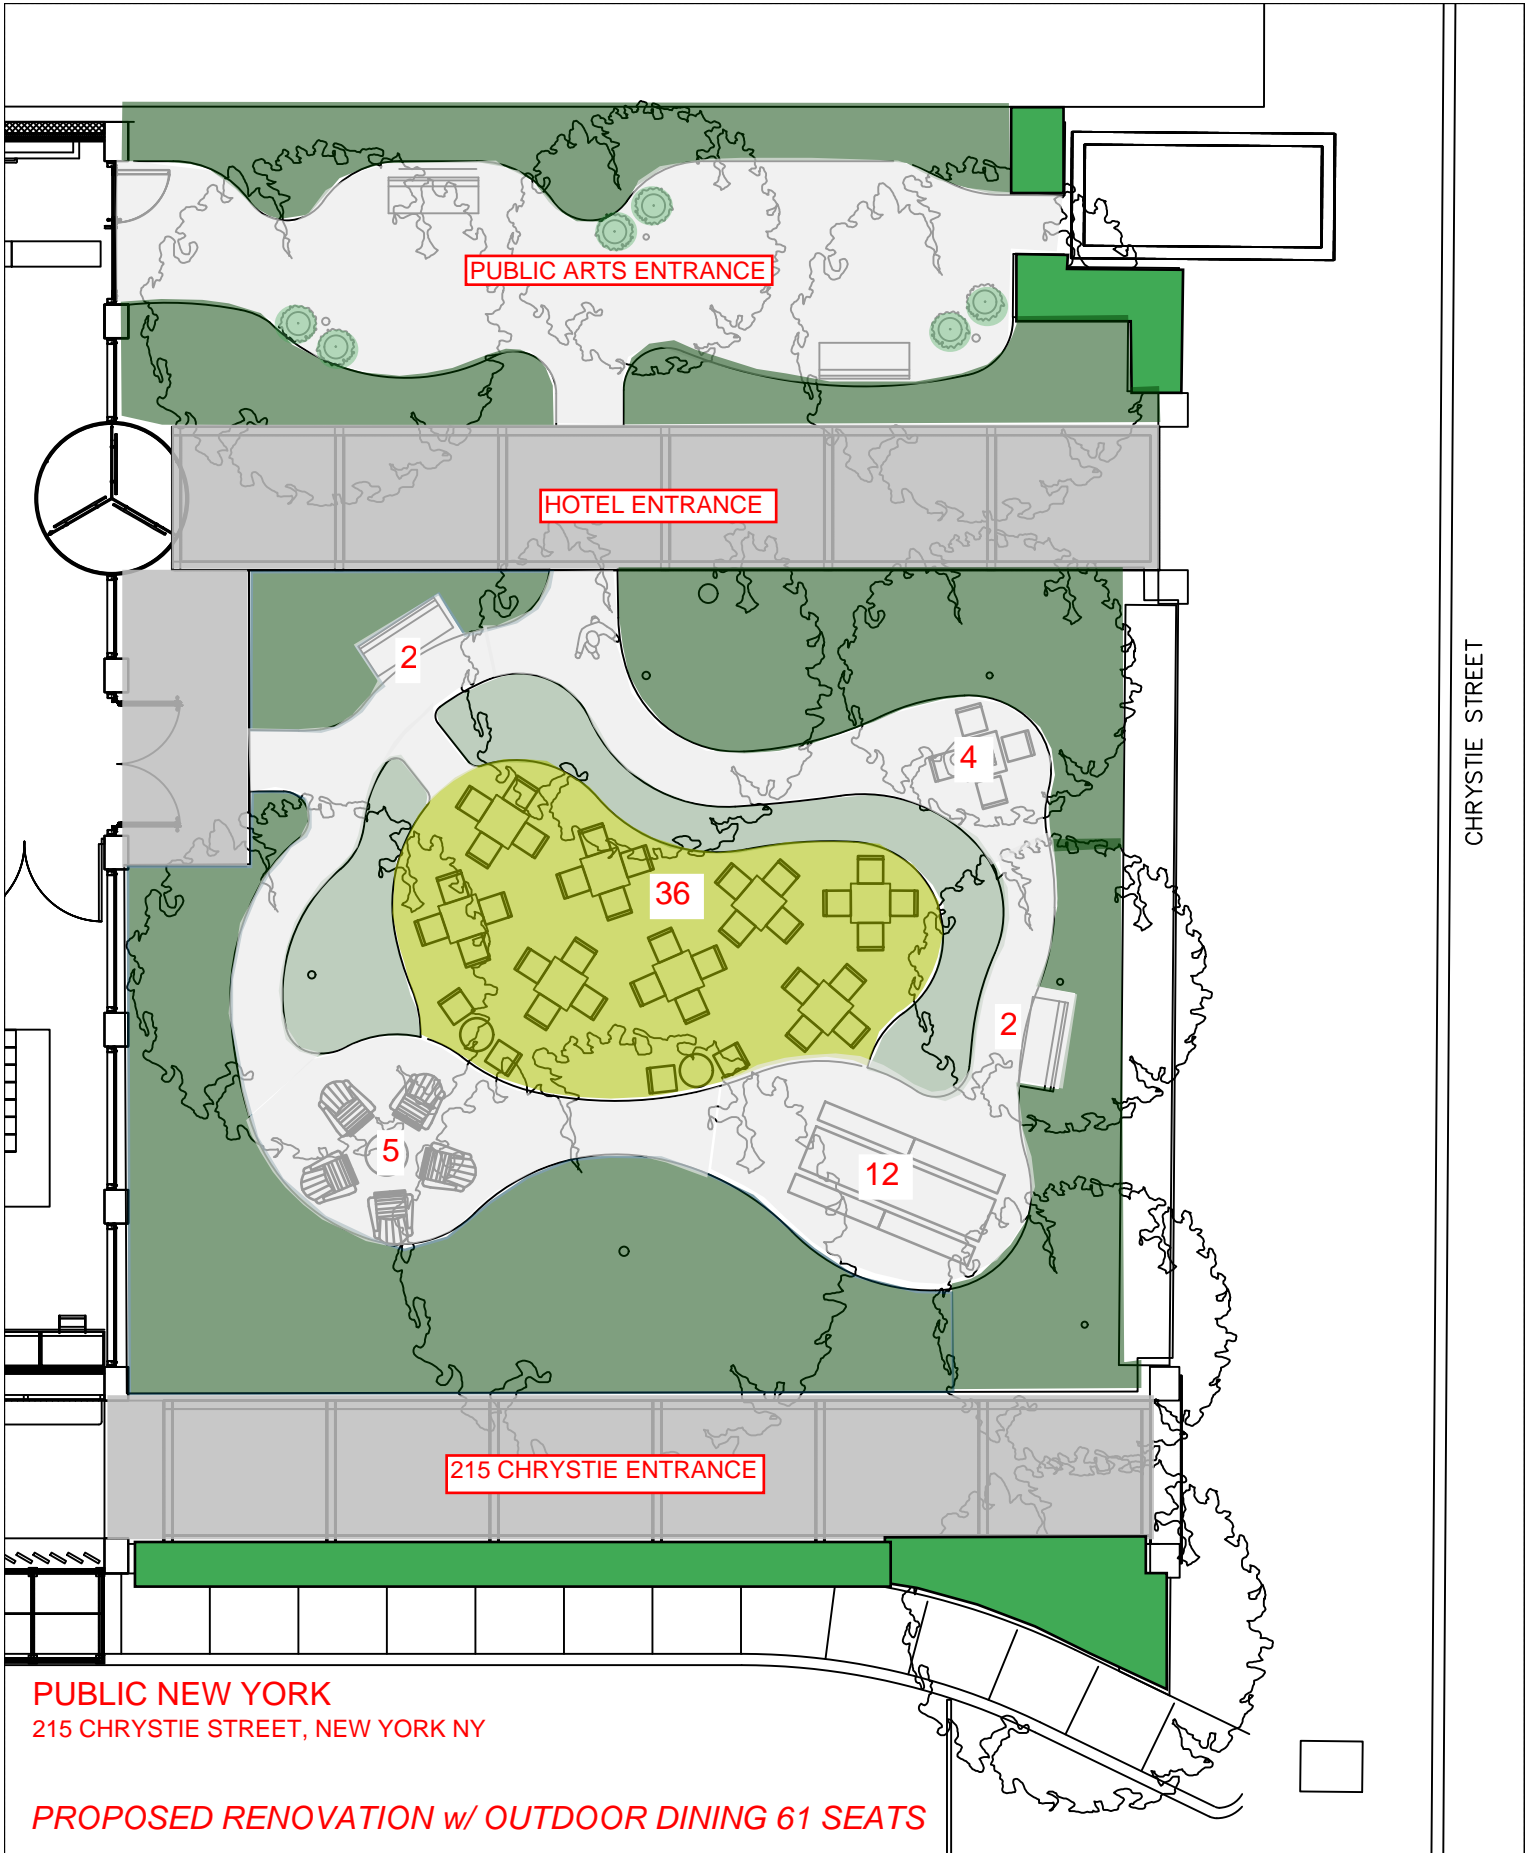 PUBLIC ARTS ENTRANCE
HOTEL ENTRANCE
2
4
CHRYSTIE STREET
36
2
5
12
215 CHRYSTIE ENTRANCE
PUBLIC NEW YORK
215 CHRYSTIE STREET, NEW YORK NY
PROPOSED RENOVATION w/ OUTDOOR DINING 61 SEATS